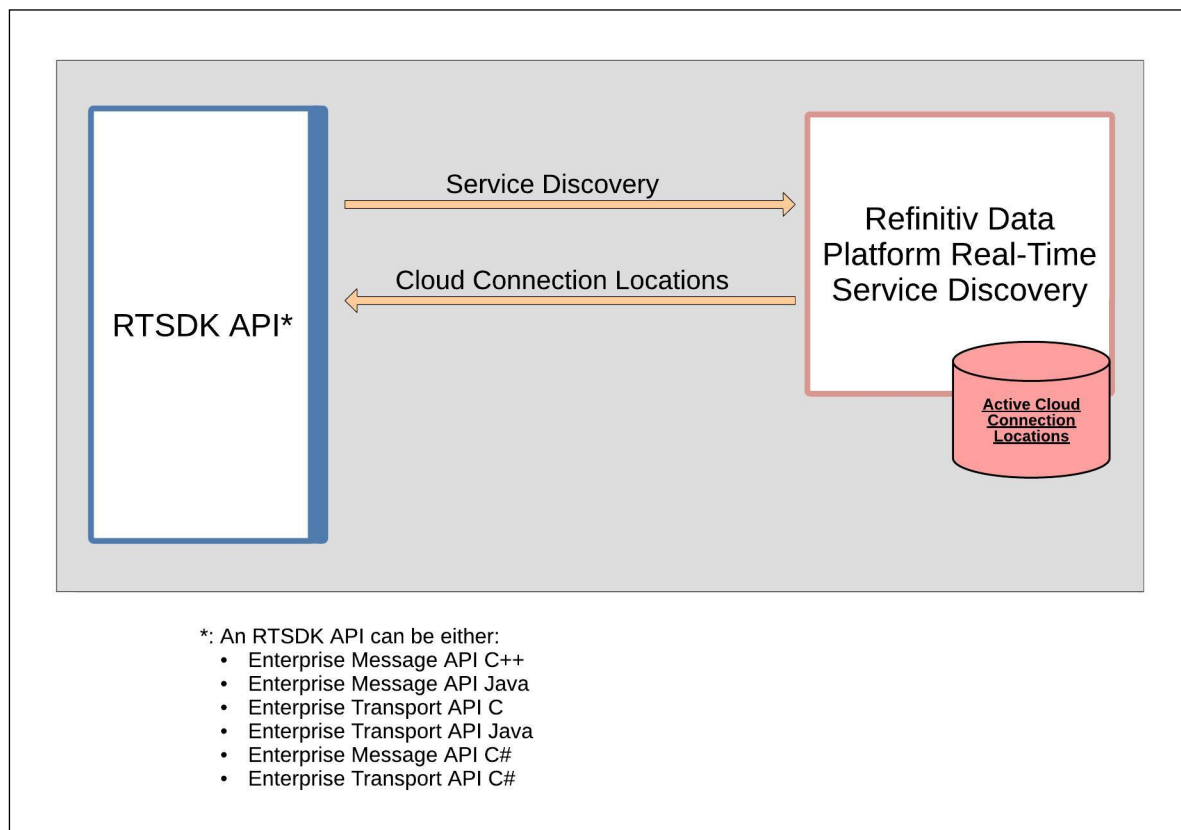 Service Discovery
Cloud Connection Locations
RTSDK API*
Refinitiv Data
Platform Real-Time
Service Discovery
Active Cloud
Connection
Locations
*: An RTSDK API can be either:
• Enterprise Message API C++
• Enterprise Message API Java
• Enterprise Transport API C
• Enterprise Transport API Java
• Enterprise Message API C#
• Enterprise Transport API C#